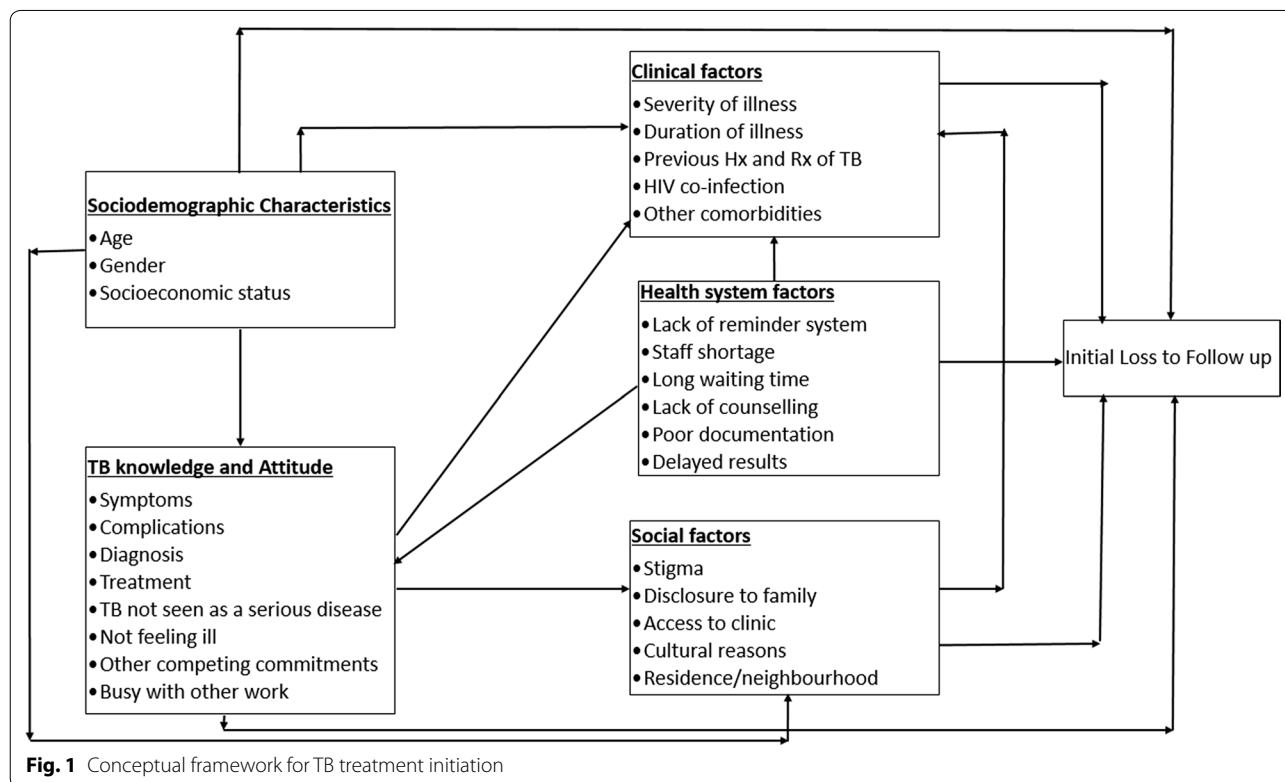 Sociodemographic Characteristics
• Age
• Gender
• Socioeconomic status
TB knowledge and Attitude
• Symptoms
• Complications
• Diagnosis
• Treatment
• TB not seen as a serious disease
• Not feeling ill
• Other competing commitments
• Busy with other work
Clinical factors
• Severity of illness
• Duration of illness
• Previous Hx and Rx of TB
• HIV co-infection
• Other comorbidities
Health system factors
• Lack of reminder system
• Staff shortage
• Long waiting time
• Lack of counselling
• Poor documentation
• Delayed results
Social factors
• Stigma
• Disclosure to family
• Access to clinic
• Cultural reasons
• Residence/neighbourhood
Initial Loss to Follow up
Fig. 1 Conceptual framework for TB treatment initiation